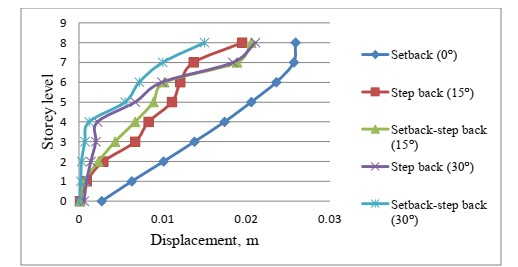 9
8
7
6
5
4
3
2
1
0
Storey level
0
0.01
0.02
0.03
Displacement, m
Setback (0°)
Step back (15°)
Setback-step back
(15°)
Step back (30°)
Setback-step back
(30°)